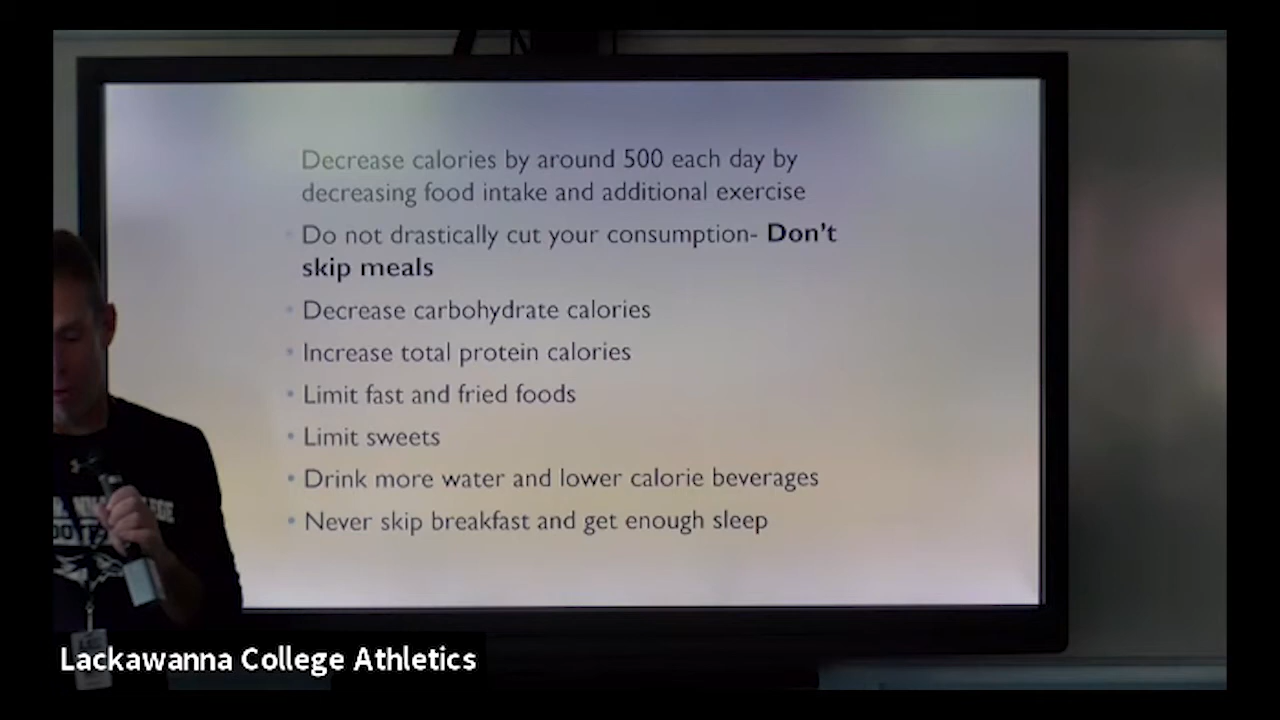 Decrease calories by around 500 each day by
decreasing food intake and additional exercise
• Do not drastically cut your consumption- Don't
skip meals
• Decrease carbohydrate calories
• Increase total protein calories
• Limit fast and fried foods
• Limit sweets
• Drink more water and lower calorie beverages
• Never skip breakfast and get enough sleep
Lackawanna College Athletics